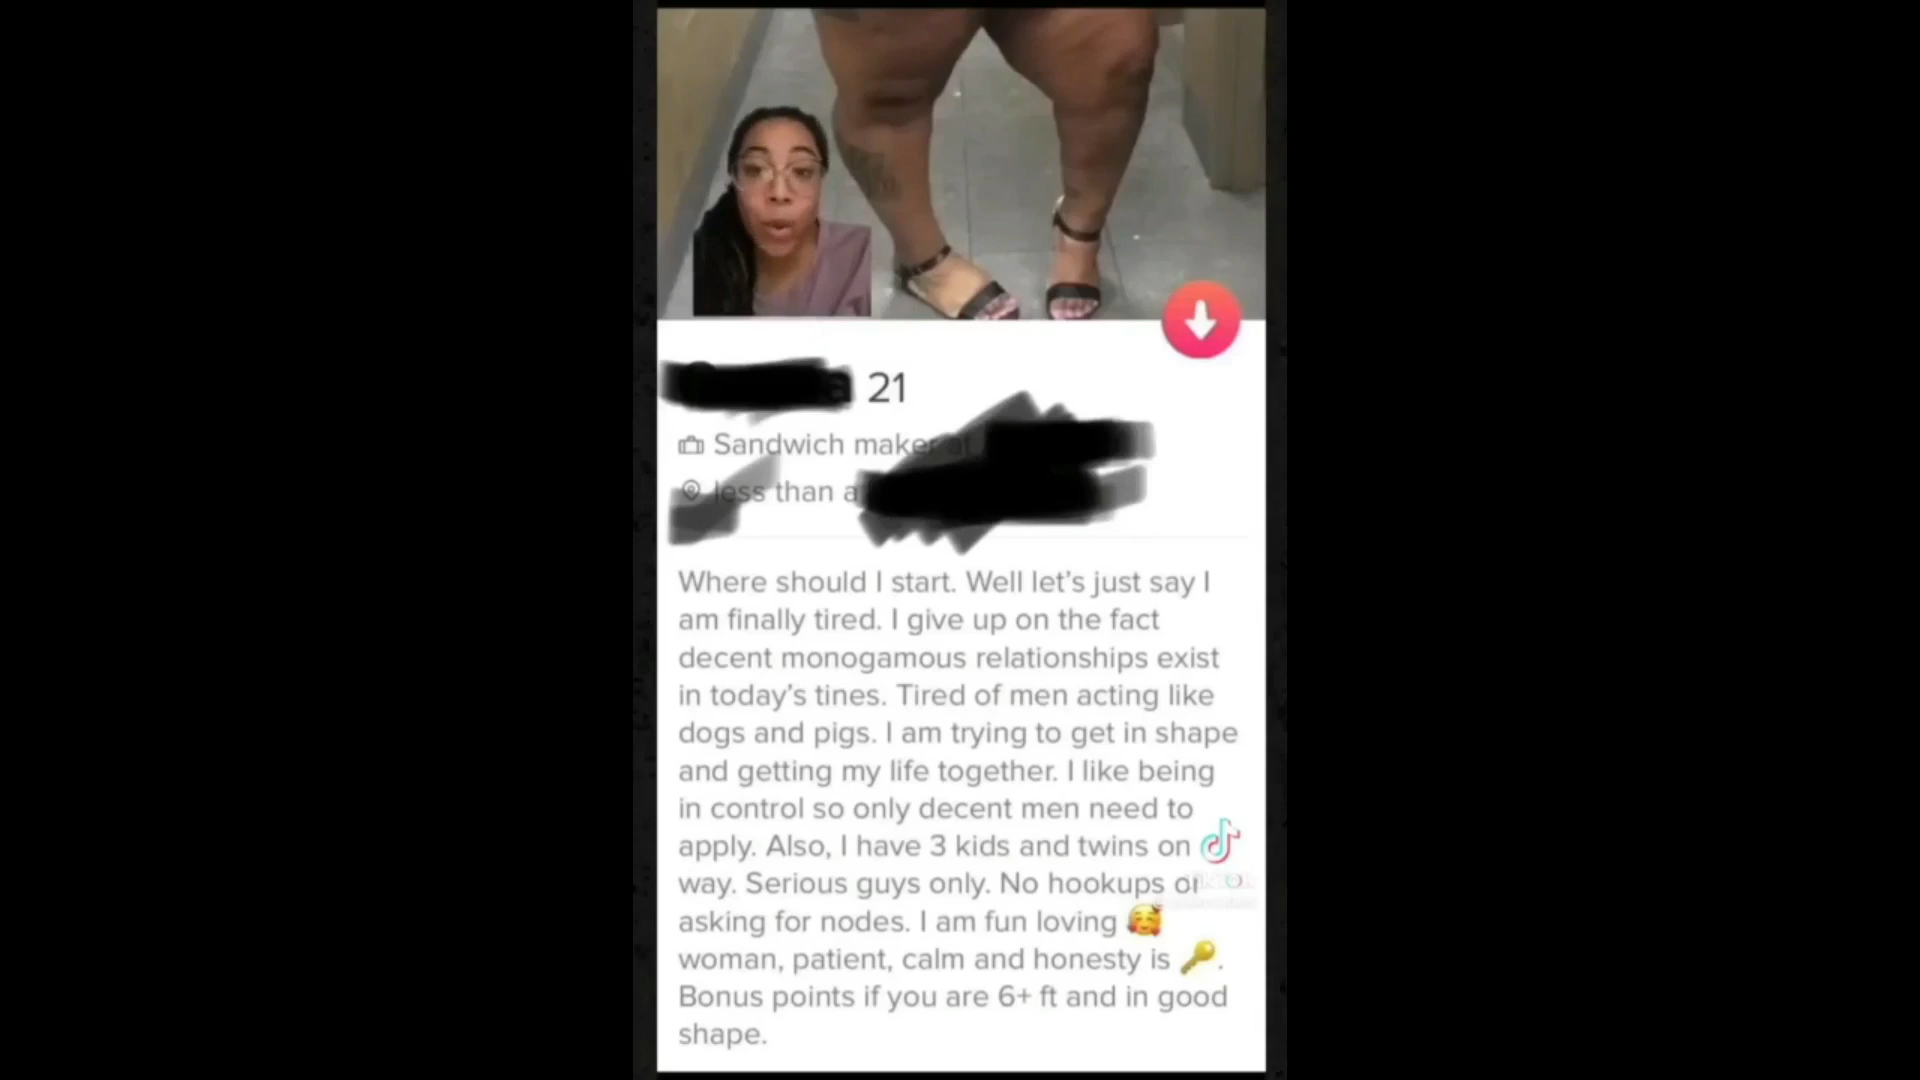 21
Sandwich maker at
less than a
Where should I start. Well let's just say I
am finally tired. I give up on the fact
decent monogamous relationships exist
in today's tines. Tired of men acting like
dogs and pigs. I am trying to get in shape
and getting my life together. I like being
in control so only decent men need to
apply. Also, I have 3 kids and twins on
way. Serious guys only. No hookups or
TikTok
asking for nodes. I am fun loving 🥰
woman, patient, calm and honesty is 🔑.
Bonus points if you are 6+ ft and in good
shape.